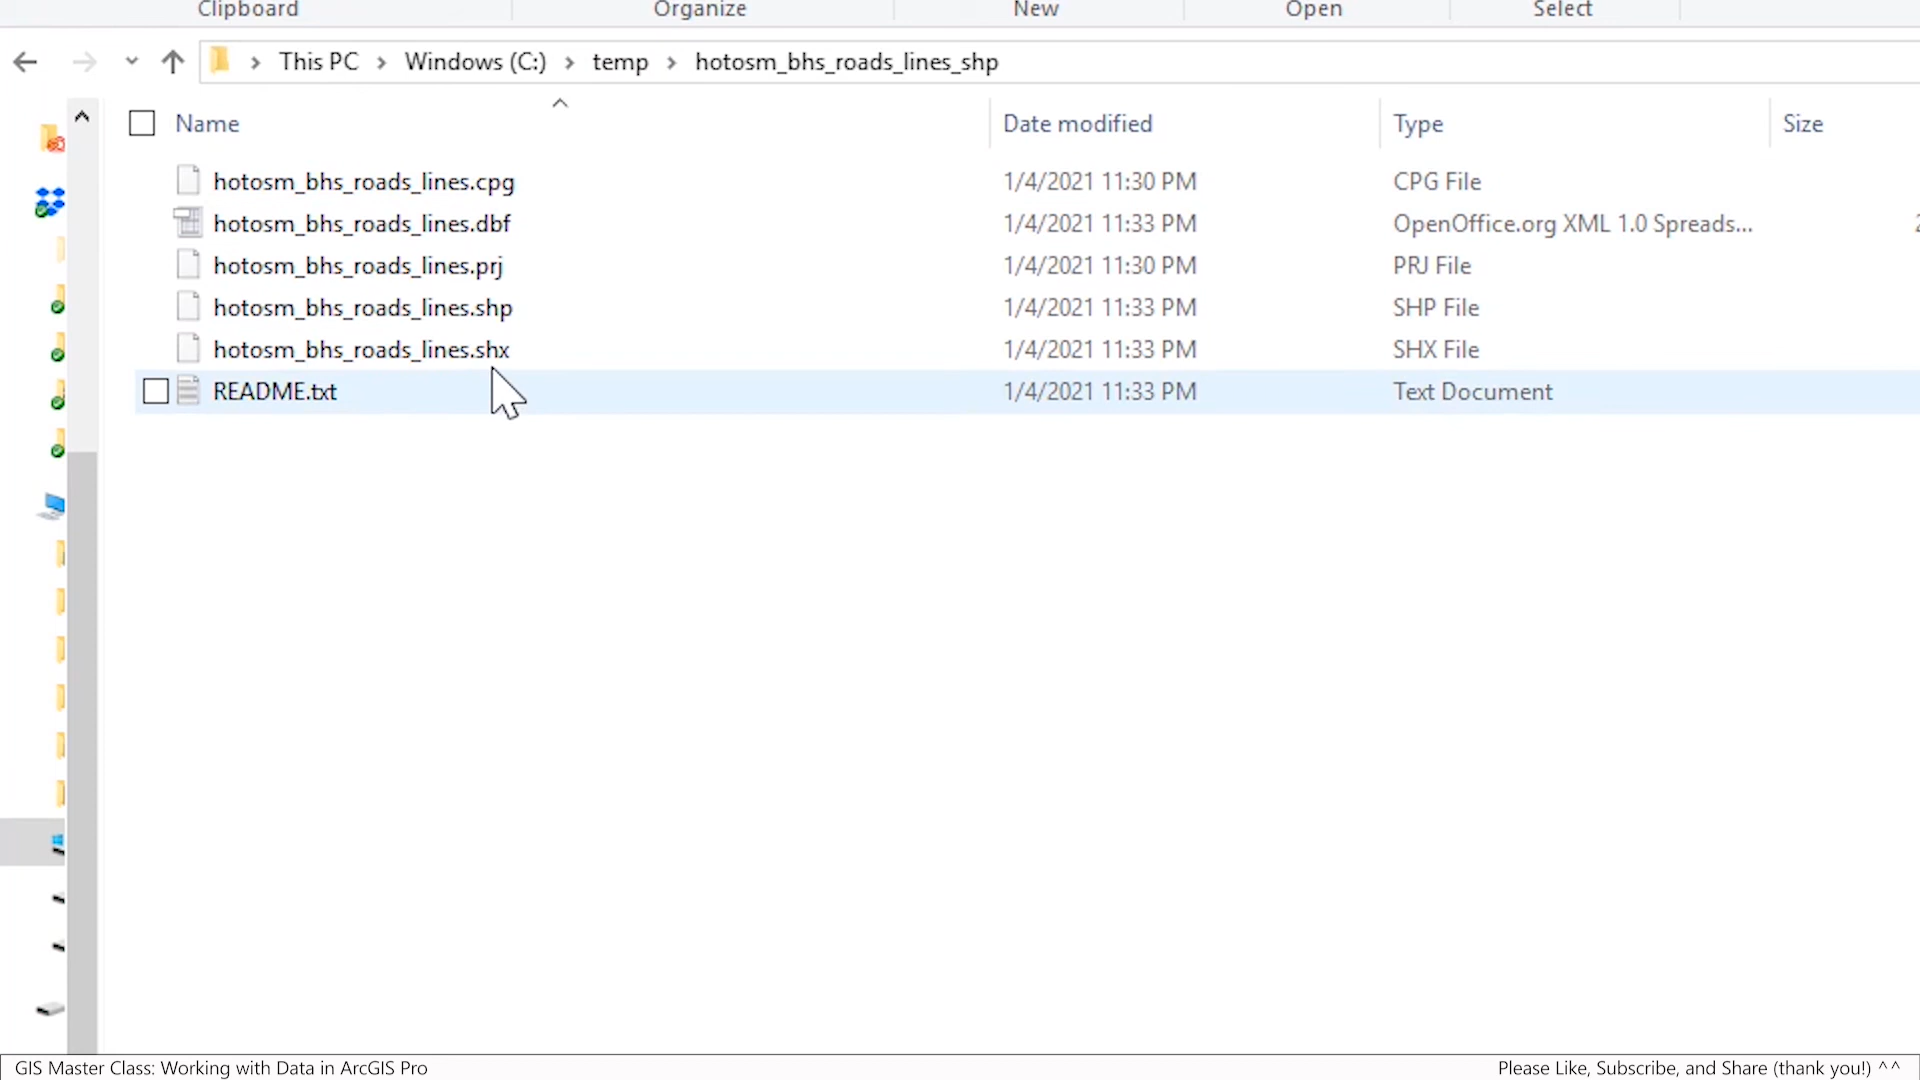 Clipboard Organize New Open Select
This PC Windows (C:) temp hotosm_bhs_roads_lines_shp
Name Date modified Type Size
hotosm_bhs_roads_lines.cpg 1/4/2021 11:30 PM CPG File
hotosm_bhs_roads_lines.dbf 1/4/2021 11:33 PM OpenOffice.org XML 1.0 Spreads...
hotosm_bhs_roads_lines.prj 1/4/2021 11:30 PM PRJ File
hotosm_bhs_roads_lines.shp 1/4/2021 11:33 PM SHP File
hotosm_bhs_roads_lines.shx 1/4/2021 11:33 PM SHX File
README.txt 1/4/2021 11:33 PM Text Document
GIS Master Class: Working with Data in ArcGIS Pro Please Like, Subscribe, and Share (thank you!) ^^